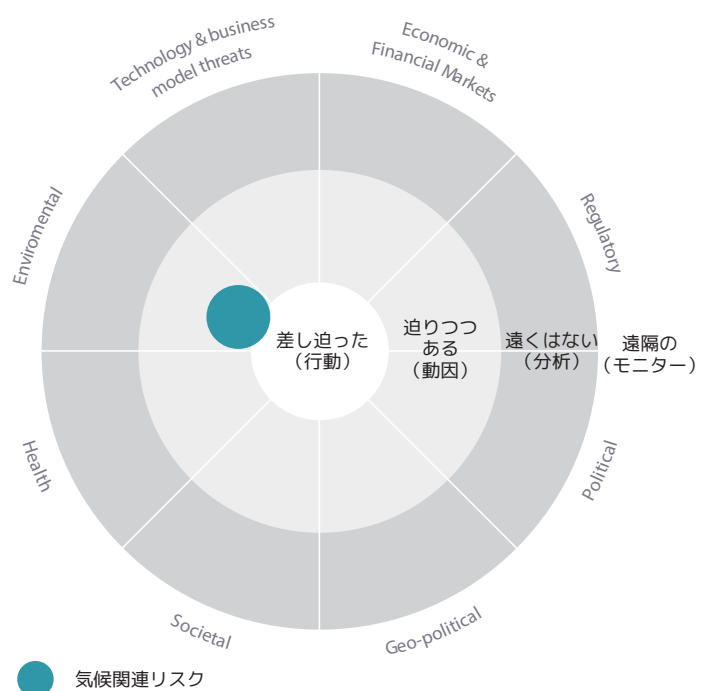 Technology & business
model threats
Economic &
Financial Markets
Enviromental
Regulatory
差し迫った
（行動）
迫りつつ
ある
（動因）
遠くはない
（分析）
遠隔の
（モニター）
Health
Political
Societal
Geo-political
気候関連リスク